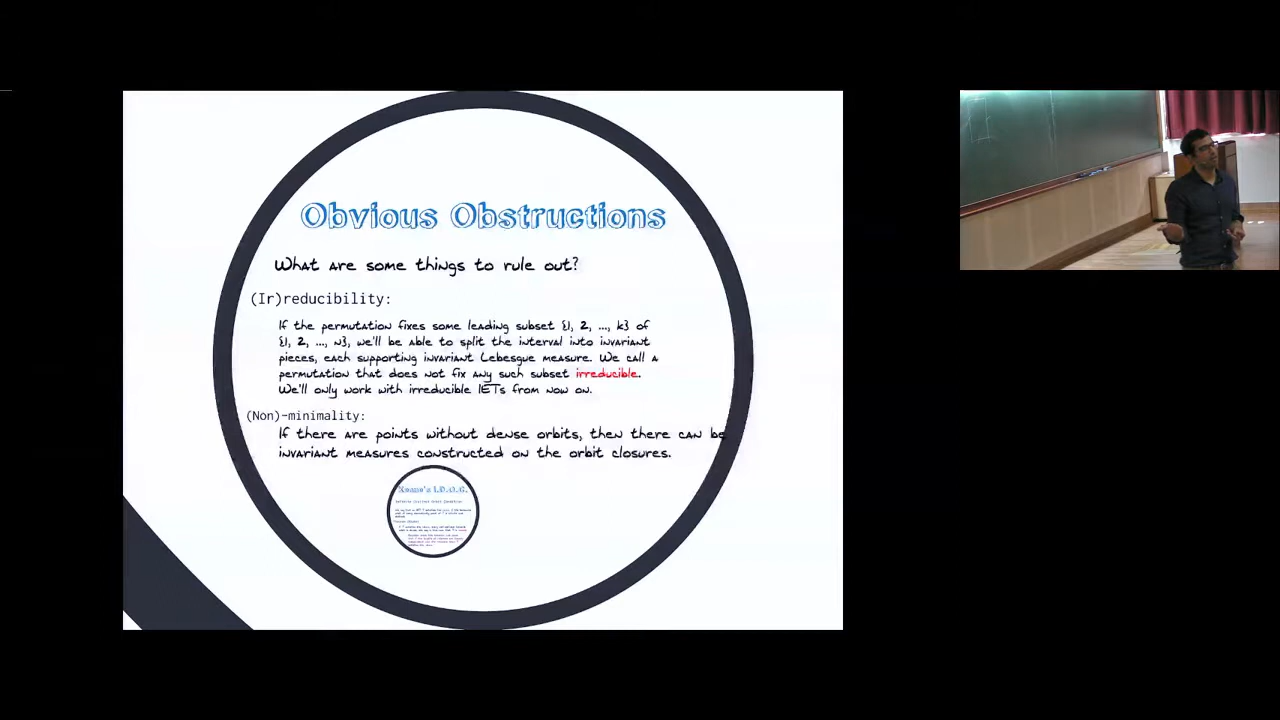 Obvious Obstructions
What are some things to rule out?
(Ir)reducibility:
If the permutation fixes some leading subset {1, 2, ..., k} of
{1, 2, ..., n}, we'll be able to split the interval into invariant
pieces, each supporting invariant Lebesgue measure. We call a
permutation that does not fix any such subset irreducible.
We'll only work with irreducible IETs from now on.
(Non)-minimality:
If there are points without dense orbits, then there can be
invariant measures constructed on the orbit closures.
Keane's I.D.O.C.